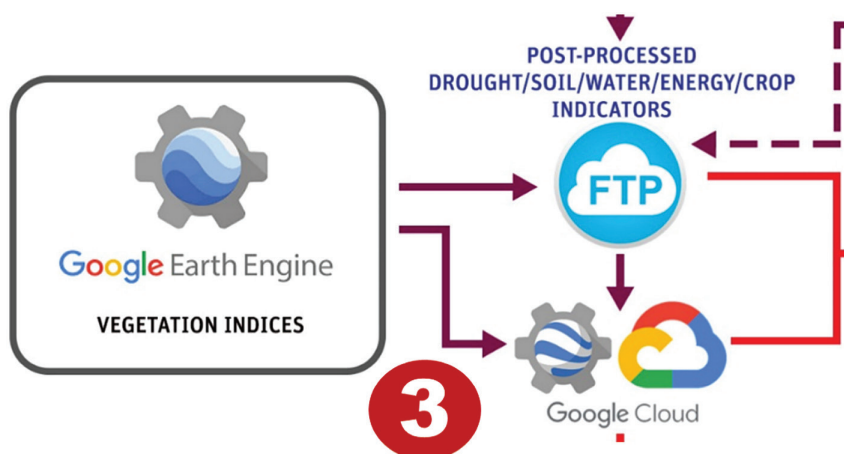 POST-PROCESSED
DROUGHT/SOIL/WATER/ENERGY/CROP
INDICATORS
FTP
Google Earth Engine
VEGETATION INDICES
3
Google Cloud